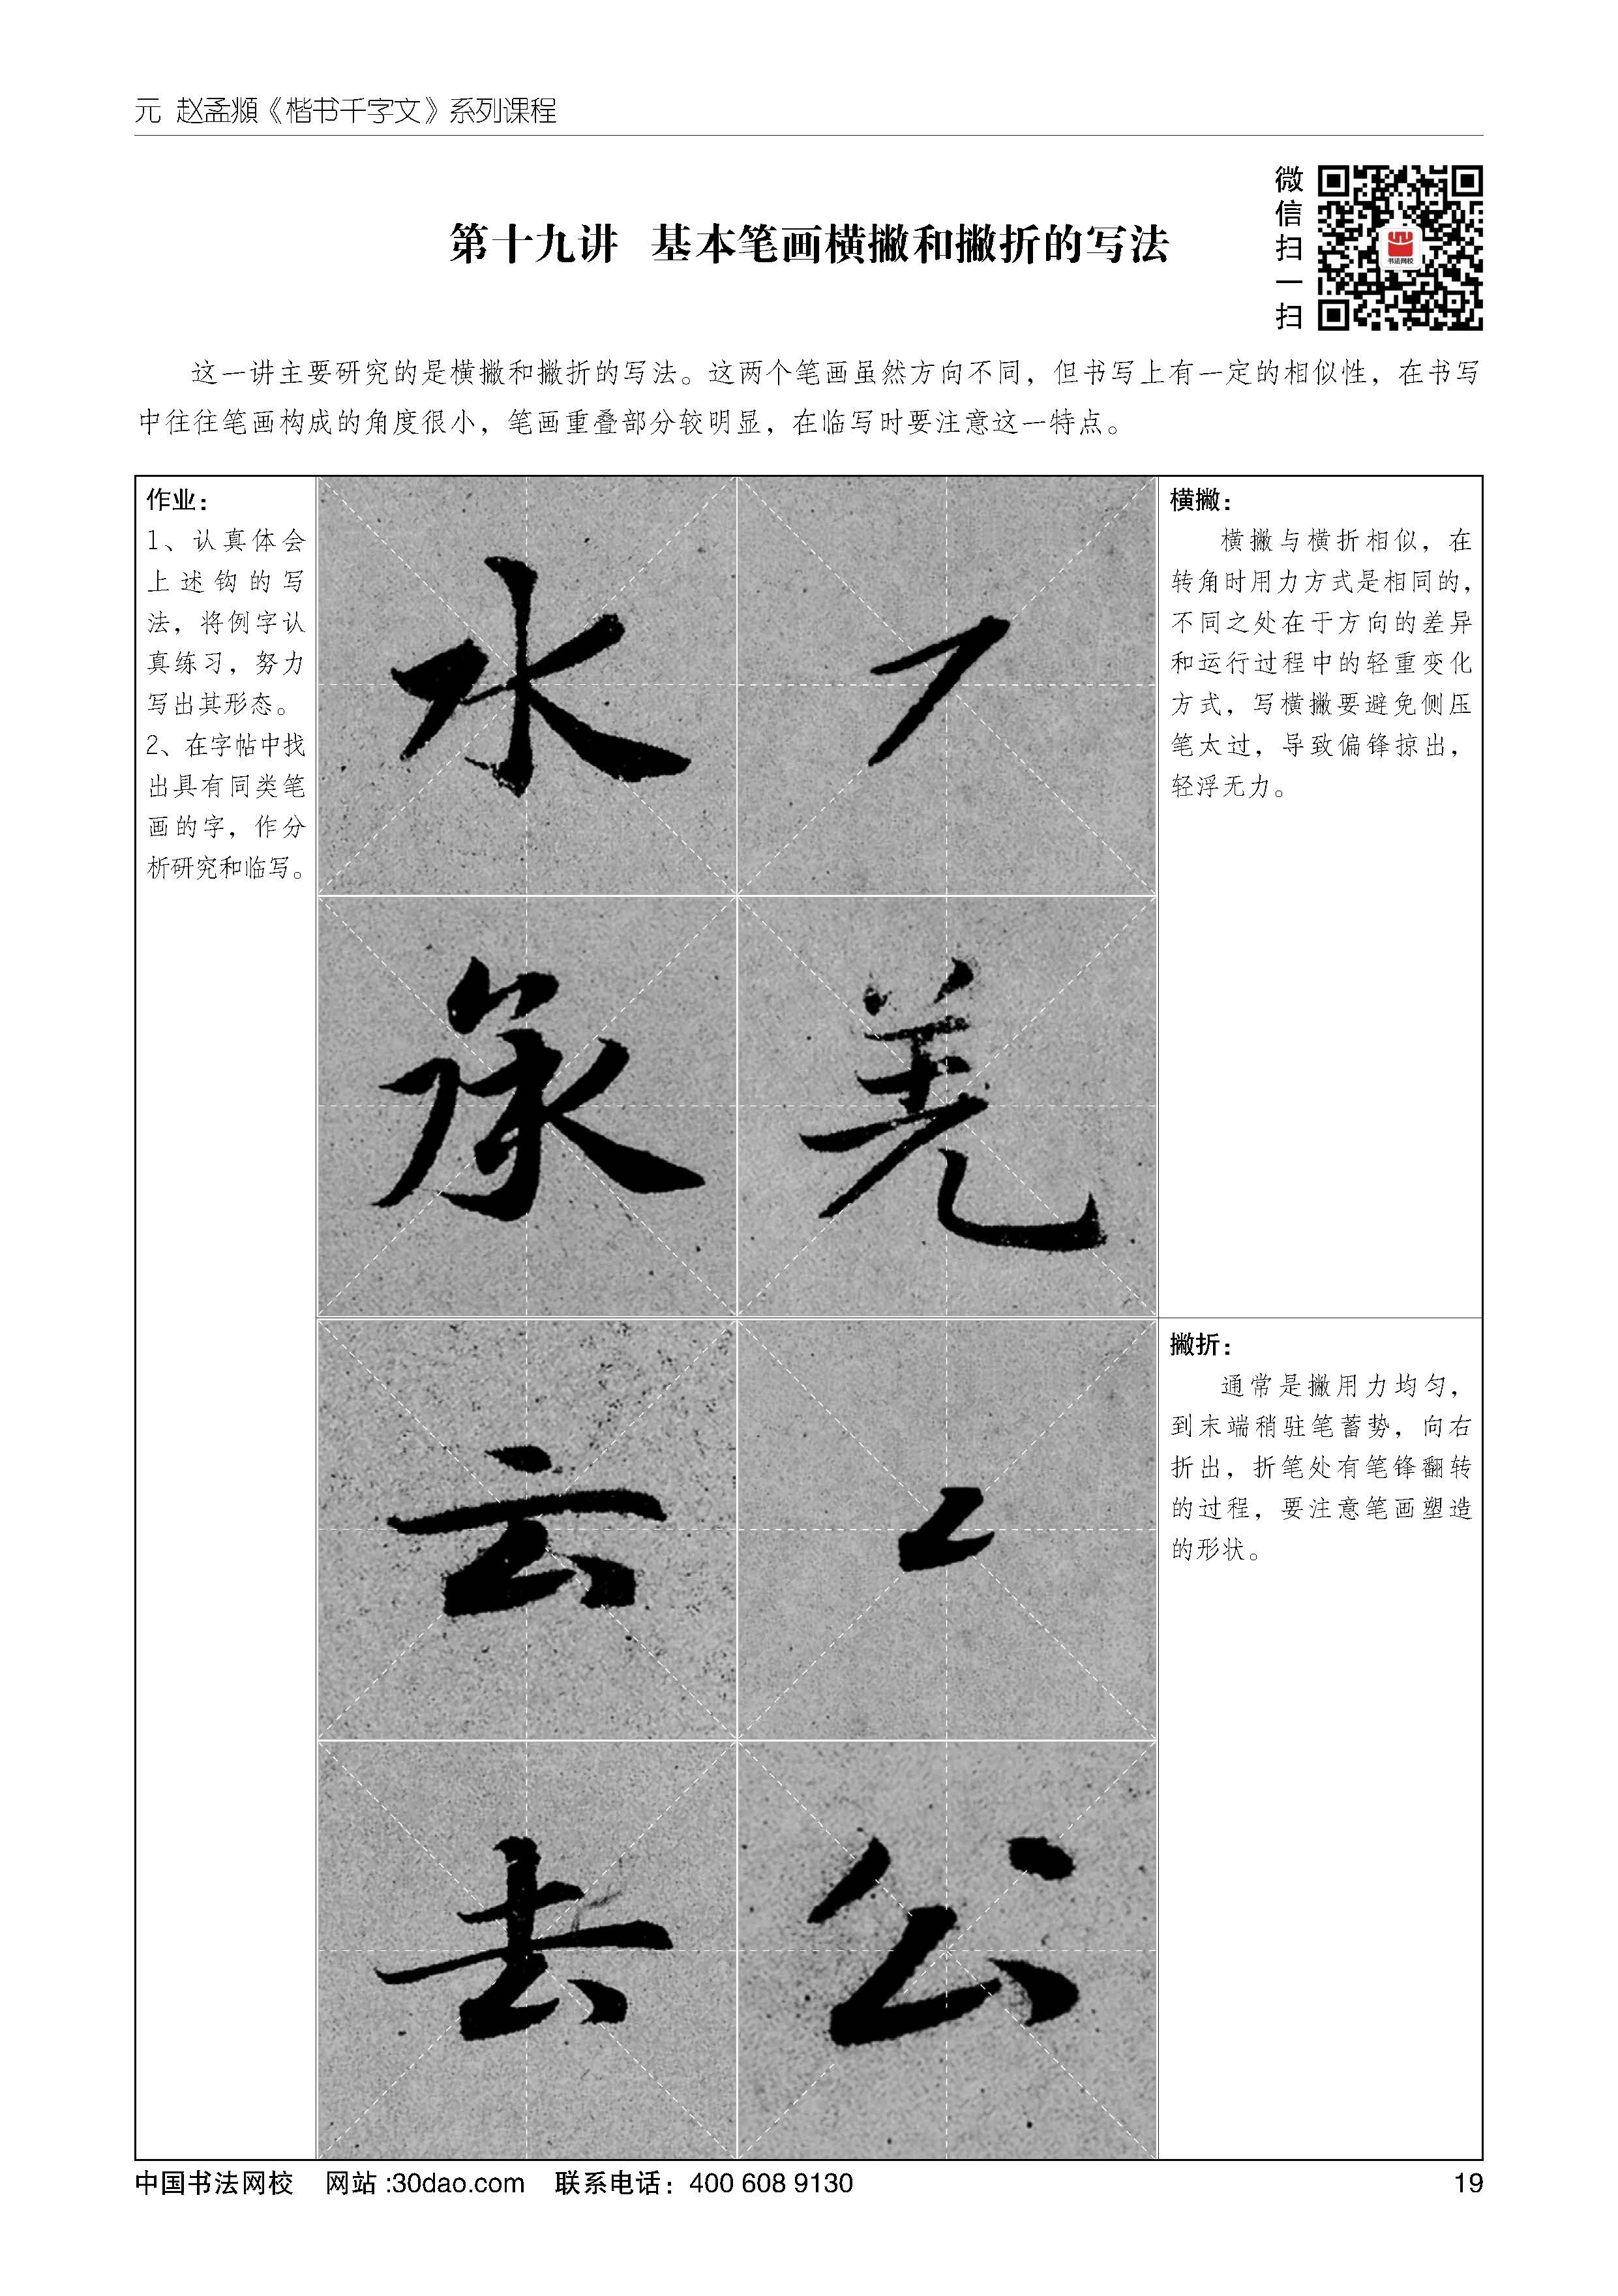 元 赵孟頫《楷书千字文》系列课程
微信扫一扫
书法网校
第十九讲 基本笔画横撇和撇折的写法
这一讲主要研究的是横撇和撇折的写法。这两个笔画虽然方向不同，但书写上有一定的相似性，在书写
中往往笔画构成的角度很小，笔画重叠部分较明显，在临写时要注意这一特点。
横撇：
横撇与横折相似，在
转角时用力方式是相同的，
不同之处在于方向的差异
和运行过程中的轻重变化
方式，写横撇要避免侧压
笔太过，导致偏锋掠出，
轻浮无力。
水
承
羌
撇折：
通常是撇用力均匀，
到末端稍驻笔蓄势，向右
折出，折笔处有笔锋翻转
的过程，要注意笔画塑造
的形状。
云
公
去
作业：
1、认真体会
上述钩的写
法，将例字认
真练习，努力
写出其形态。
2、在字帖中找
出具有同类笔
画的字，作分
析研究和临写。
中国书法网校 网站:30dao.com 联系电话：400 608 9130
19